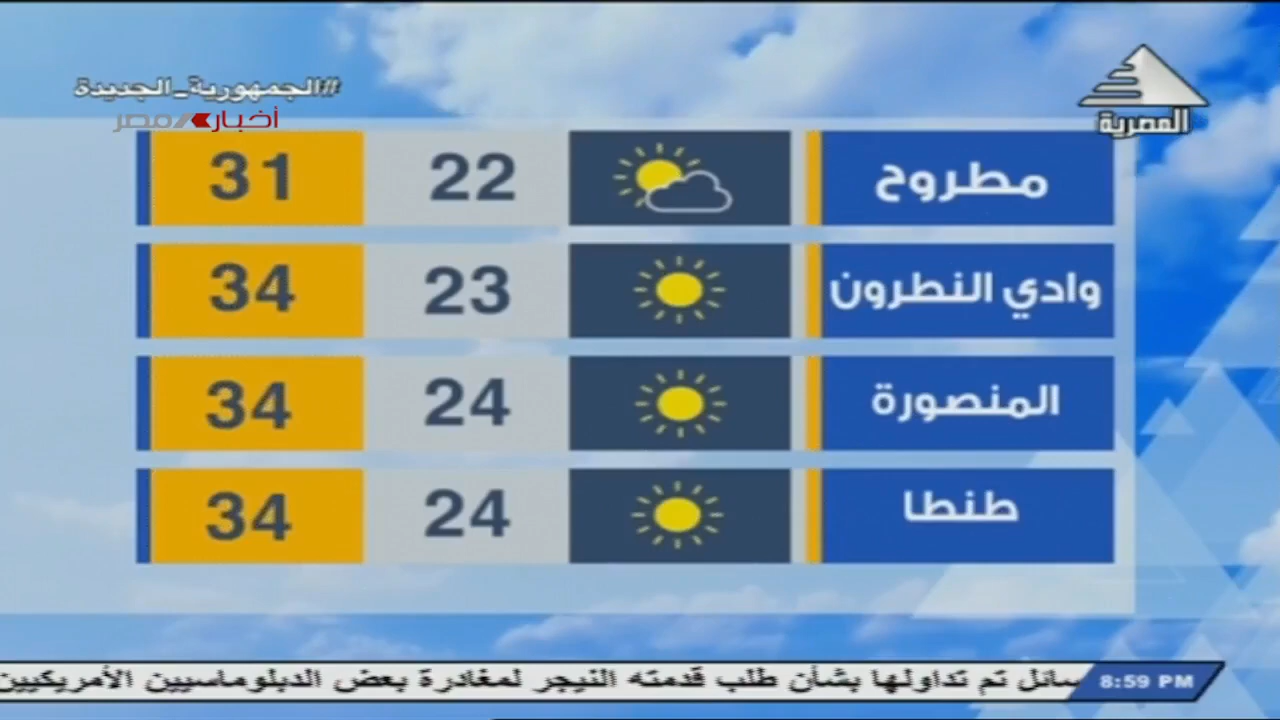 #الجمهورية_الجديدة
المصرية
أخبار مصر
مطروح 22 31
وادي النطرون 23 34
المنصورة 24 34
طنطا 24 34
8:59 PM تم تداولها بشأن طلب قدمته النيجر لمغادرة بعض الدبلوماسيين الأمريكيين